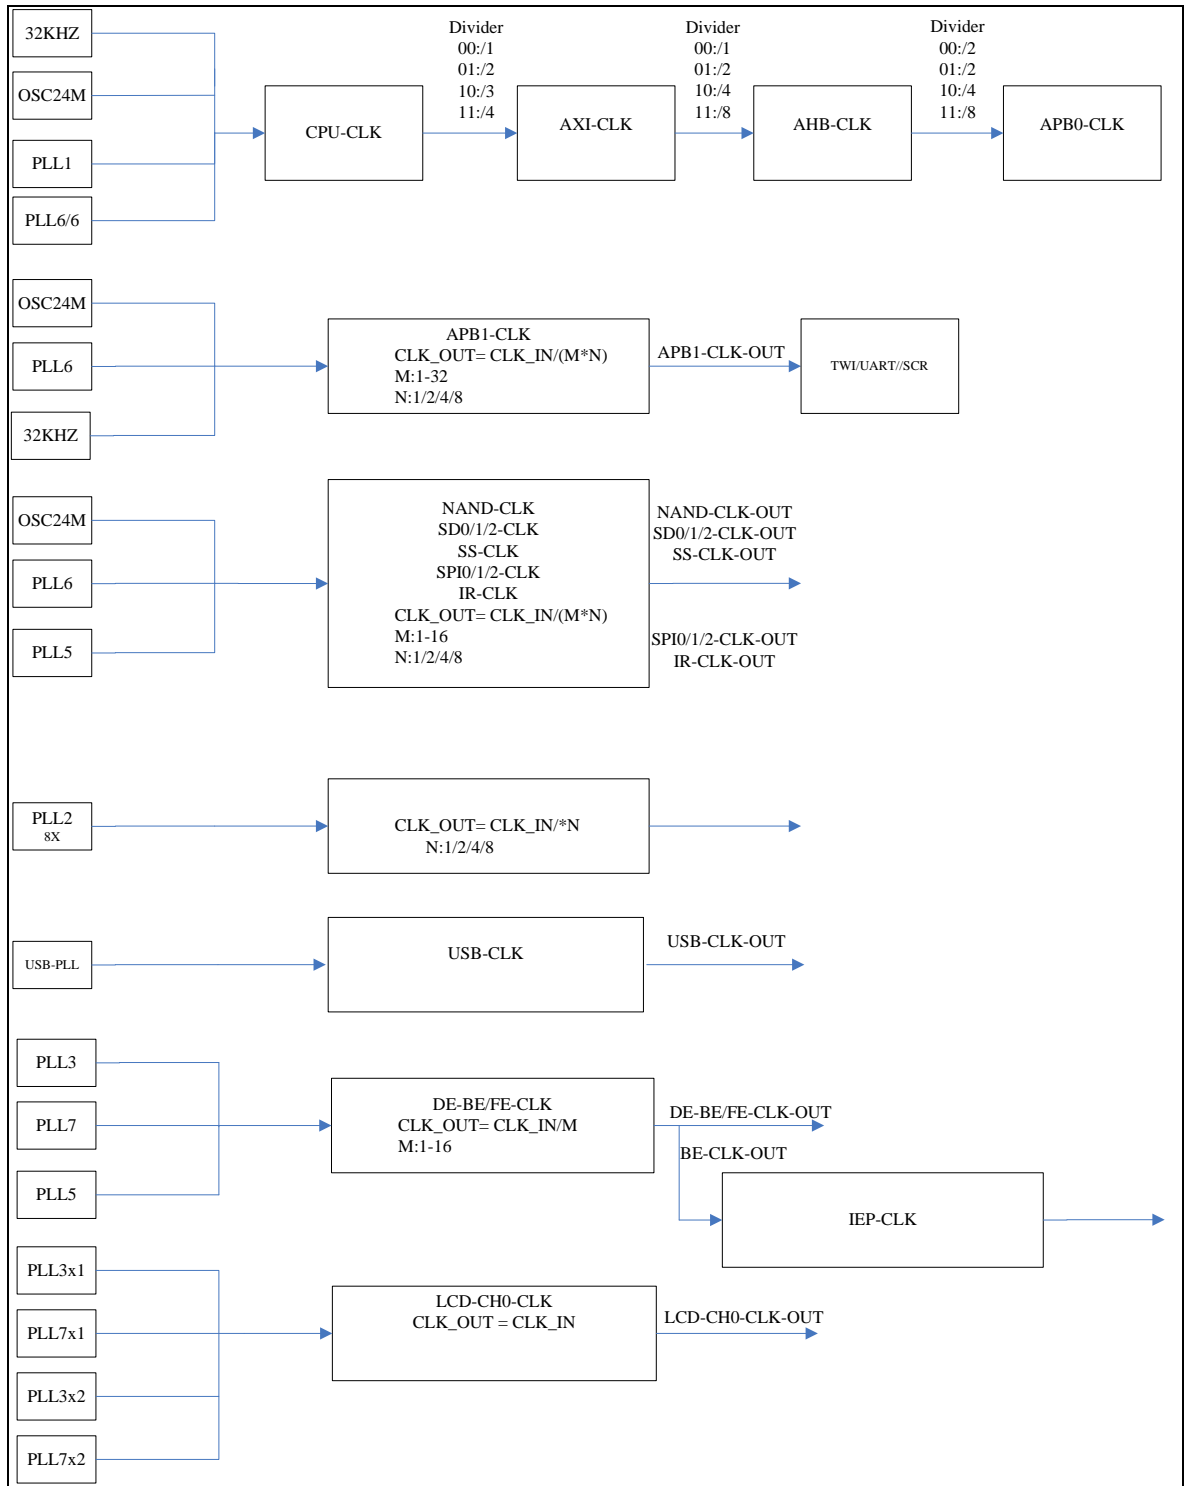 32KHZ
OSC24M
PLL1
PLL6/6
CPU-CLK
Divider
00:/1
01:/2
10:/3
11:/4
AXI-CLK
Divider
00:/1
01:/2
10:/4
11:/8
AHB-CLK
Divider
00:/2
01:/2
10:/4
11:/8
APB0-CLK
OSC24M
PLL6
32KHZ
APB1-CLK
CLK_OUT= CLK_IN/(M*N)
M:1-32
N:1/2/4/8
APB1-CLK-OUT
TWI/UART//SCR
OSC24M
PLL6
PLL5
NAND-CLK
SD0/1/2-CLK
SS-CLK
SPI0/1/2-CLK
IR-CLK
CLK_OUT= CLK_IN/(M*N)
M:1-16
N:1/2/4/8
NAND-CLK-OUT
SD0/1/2-CLK-OUT
SS-CLK-OUT
SPI0/1/2-CLK-OUT
IR-CLK-OUT
PLL2
8X
CLK_OUT= CLK_IN/*N
N:1/2/4/8
USB-PLL
USB-CLK
USB-CLK-OUT
PLL3
PLL7
PLL5
DE-BE/FE-CLK
CLK_OUT= CLK_IN/M
M:1-16
DE-BE/FE-CLK-OUT
BE-CLK-OUT
IEP-CLK
PLL3x1
PLL7x1
PLL3x2
PLL7x2
LCD-CH0-CLK
CLK_OUT = CLK_IN
LCD-CH0-CLK-OUT